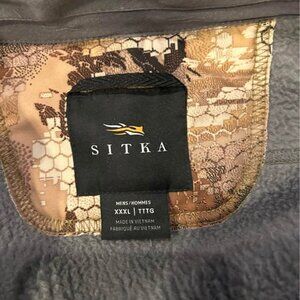 SITKA
MENS/HOMMES
XXXL | TTTG
MADE IN VIETNAM
FABRIQUÉ AU VIETNAM